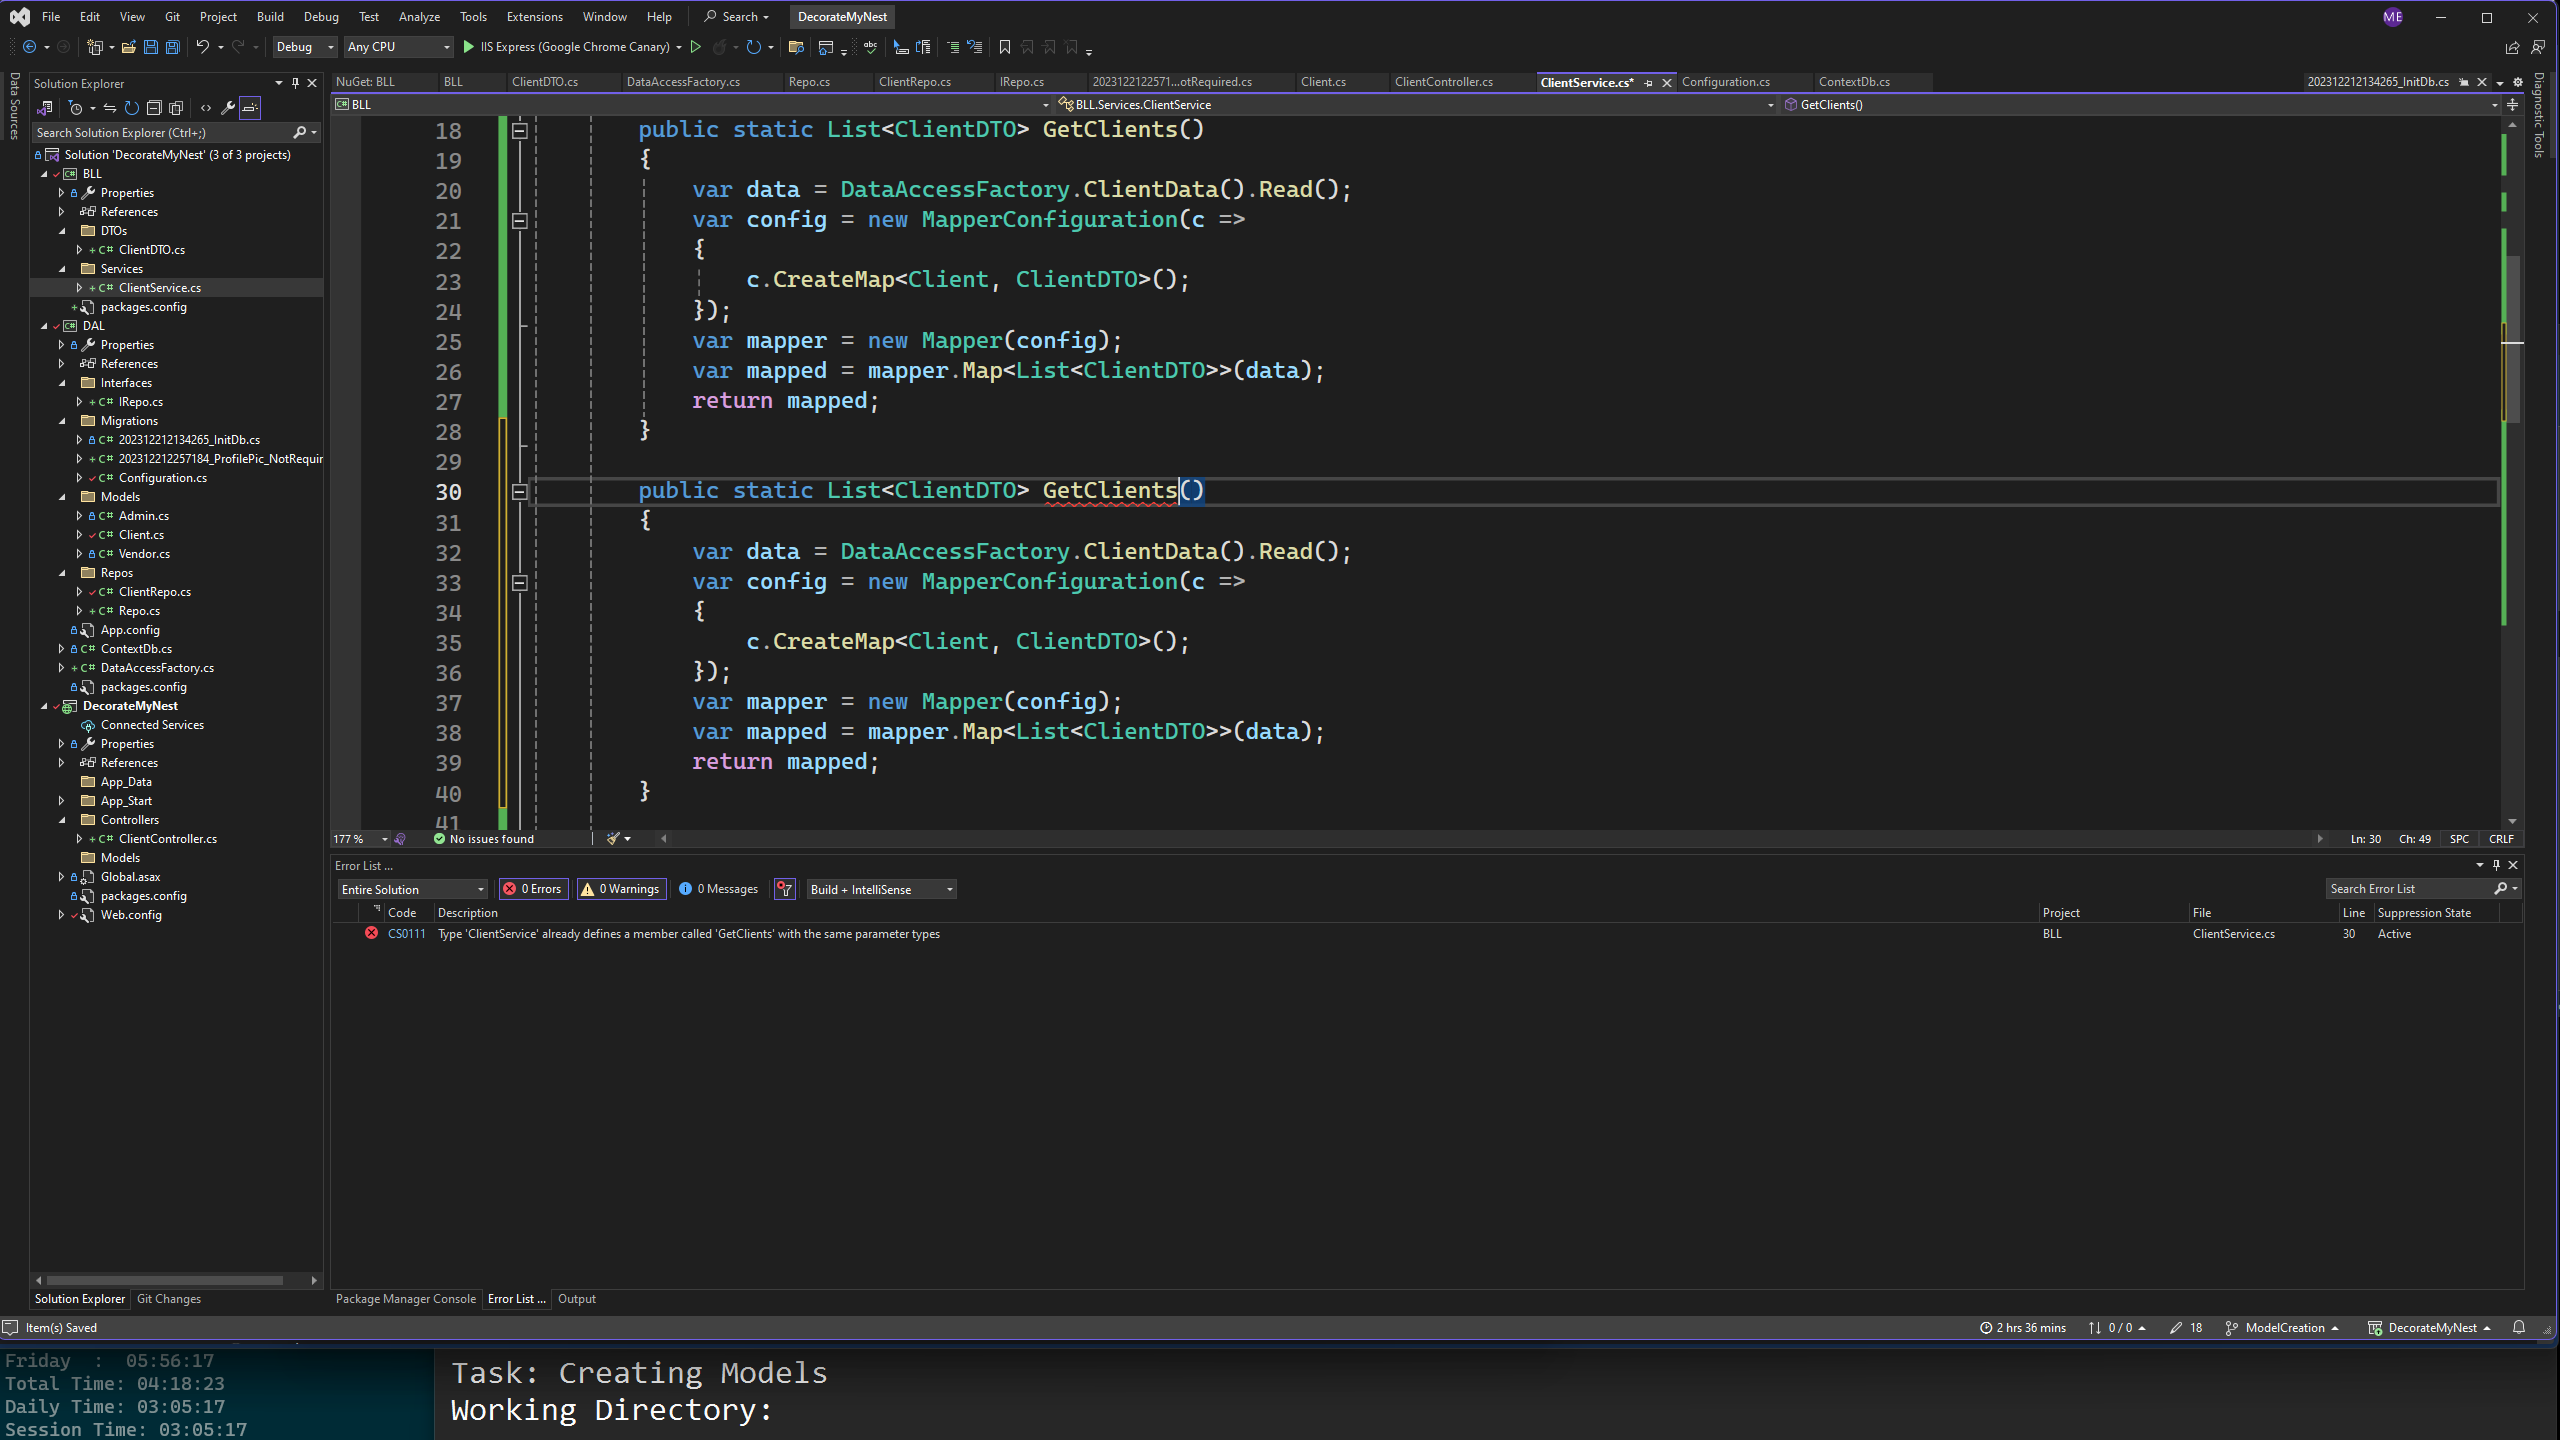 File Edit View Git Project Build Debug Test Analyze Tools Extensions Window Help Search DecorateMyNest ME
Debug Any CPU IIS Express (Google Chrome Canary)
Data Sources
Solution Explorer
Search Solution Explorer (Ctrl+;)
Solution 'DecorateMyNest' (3 of 3 projects)
BLL
Properties
References
DTOs
C# ClientDTO.cs
Services
C# ClientService.cs
packages.config
DAL
Properties
References
Interfaces
C# IRepo.cs
Migrations
C# 202312212134265_InitDb.cs
C# 202312212257184_ProfilePic_NotRequir
C# Configuration.cs
Models
C# Admin.cs
C# Client.cs
C# Vendor.cs
Repos
C# ClientRepo.cs
C# Repo.cs
App.config
C# ContextDb.cs
C# DataAccessFactory.cs
packages.config
DecorateMyNest
Connected Services
Properties
References
App_Data
App_Start
Controllers
C# ClientController.cs
Models
Global.asax
packages.config
Web.config
Solution Explorer Git Changes
NuGet: BLL BLL ClientDTO.cs DataAccessFactory.cs Repo.cs ClientRepo.cs IRepo.cs 2023122122571...otRequired.cs Client.cs ClientController.cs ClientService.cs* Configuration.cs ContextDb.cs 202312212134265_InitDb.cs
BLL BLL.Services.ClientService GetClients()
18 public static List<ClientDTO> GetClients()
19 {
20 var data = DataAccessFactory.ClientData().Read();
21 var config = new MapperConfiguration(c =>
22 {
23 c.CreateMap<Client, ClientDTO>();
24 });
25 var mapper = new Mapper(config);
26 var mapped = mapper.Map<List<ClientDTO>>(data);
27 return mapped;
28 }
29
30 public static List<ClientDTO> GetClients()
31 {
32 var data = DataAccessFactory.ClientData().Read();
33 var config = new MapperConfiguration(c =>
34 {
35 c.CreateMap<Client, ClientDTO>();
36 });
37 var mapper = new Mapper(config);
38 var mapped = mapper.Map<List<ClientDTO>>(data);
39 return mapped;
40 }
41
177 % No issues found Ln: 30 Ch: 49 SPC CRLF
Diagnostic Tools
Error List ...
Entire Solution 0 Errors 0 Warnings 0 Messages Build + IntelliSense Search Error List
Code Description Project File Line Suppression State
CS0111 Type 'ClientService' already defines a member called 'GetClients' with the same parameter types BLL ClientService.cs 30 Active
Package Manager Console Error List ... Output
Item(s) Saved 2 hrs 36 mins 0 / 0 18 ModelCreation DecorateMyNest
Friday : 05:56:17
Total Time: 04:18:23
Daily Time: 03:05:17
Session Time: 03:05:17
Task: Creating Models
Working Directory: